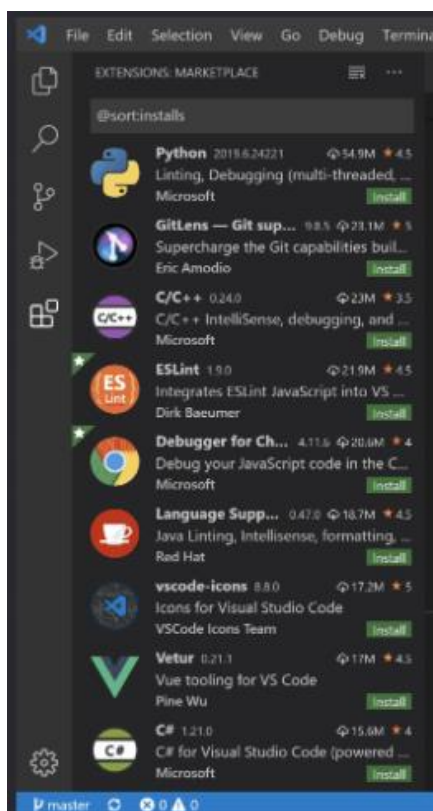 File Edit Selection View Go Debug Termina
EXTENSIONS: MARKETPLACE
@sort:installs
Python 2019.6.24221 54.9M ★ 4.5
Linting, Debugging (multi-threaded, ...
Microsoft Install
GitLens — Git sup... 9.8.5 23.1M ★ 5
Supercharge the Git capabilities buil...
Eric Amodio Install
C/C++ 0.24.0 23M ★ 3.5
C/C++ IntelliSense, debugging, and ...
Microsoft Install
ESLint 1.9.0 21.9M ★ 4.5
Integrates ESLint JavaScript into VS ...
Dirk Baeumer Install
Debugger for Ch... 4.11.6 20.6M ★ 4
Debug your JavaScript code in the C...
Microsoft Install
Language Supp... 0.47.0 18.7M ★ 4.5
Java Linting, Intellisense, formatting, ...
Red Hat Install
vscode-icons 8.8.0 17.2M ★ 5
Icons for Visual Studio Code
VSCode Icons Team Install
Vetur 0.21.1 17M ★ 4.5
Vue tooling for VS Code
Pine Wu Install
C# 1.21.0 15.6M ★ 4
C# for Visual Studio Code (powered ...
Microsoft Install
C/C++
ES
Lint
C#
master 0 0